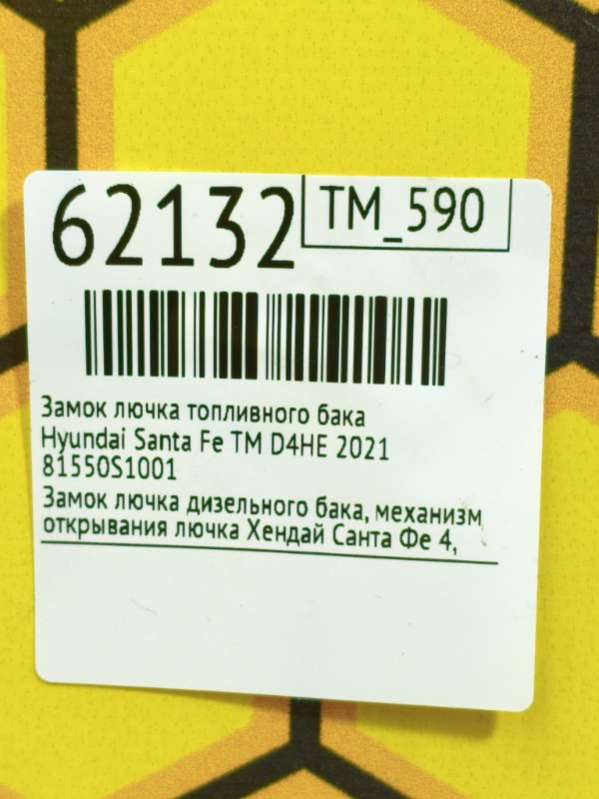 62132
TM_590
Замок лючка топливного бака
Hyundai Santa Fe TM D4HE 2021
81550S1001
Замок лючка дизельного бака, механизм
открывания лючка Хендай Санта Фе 4,